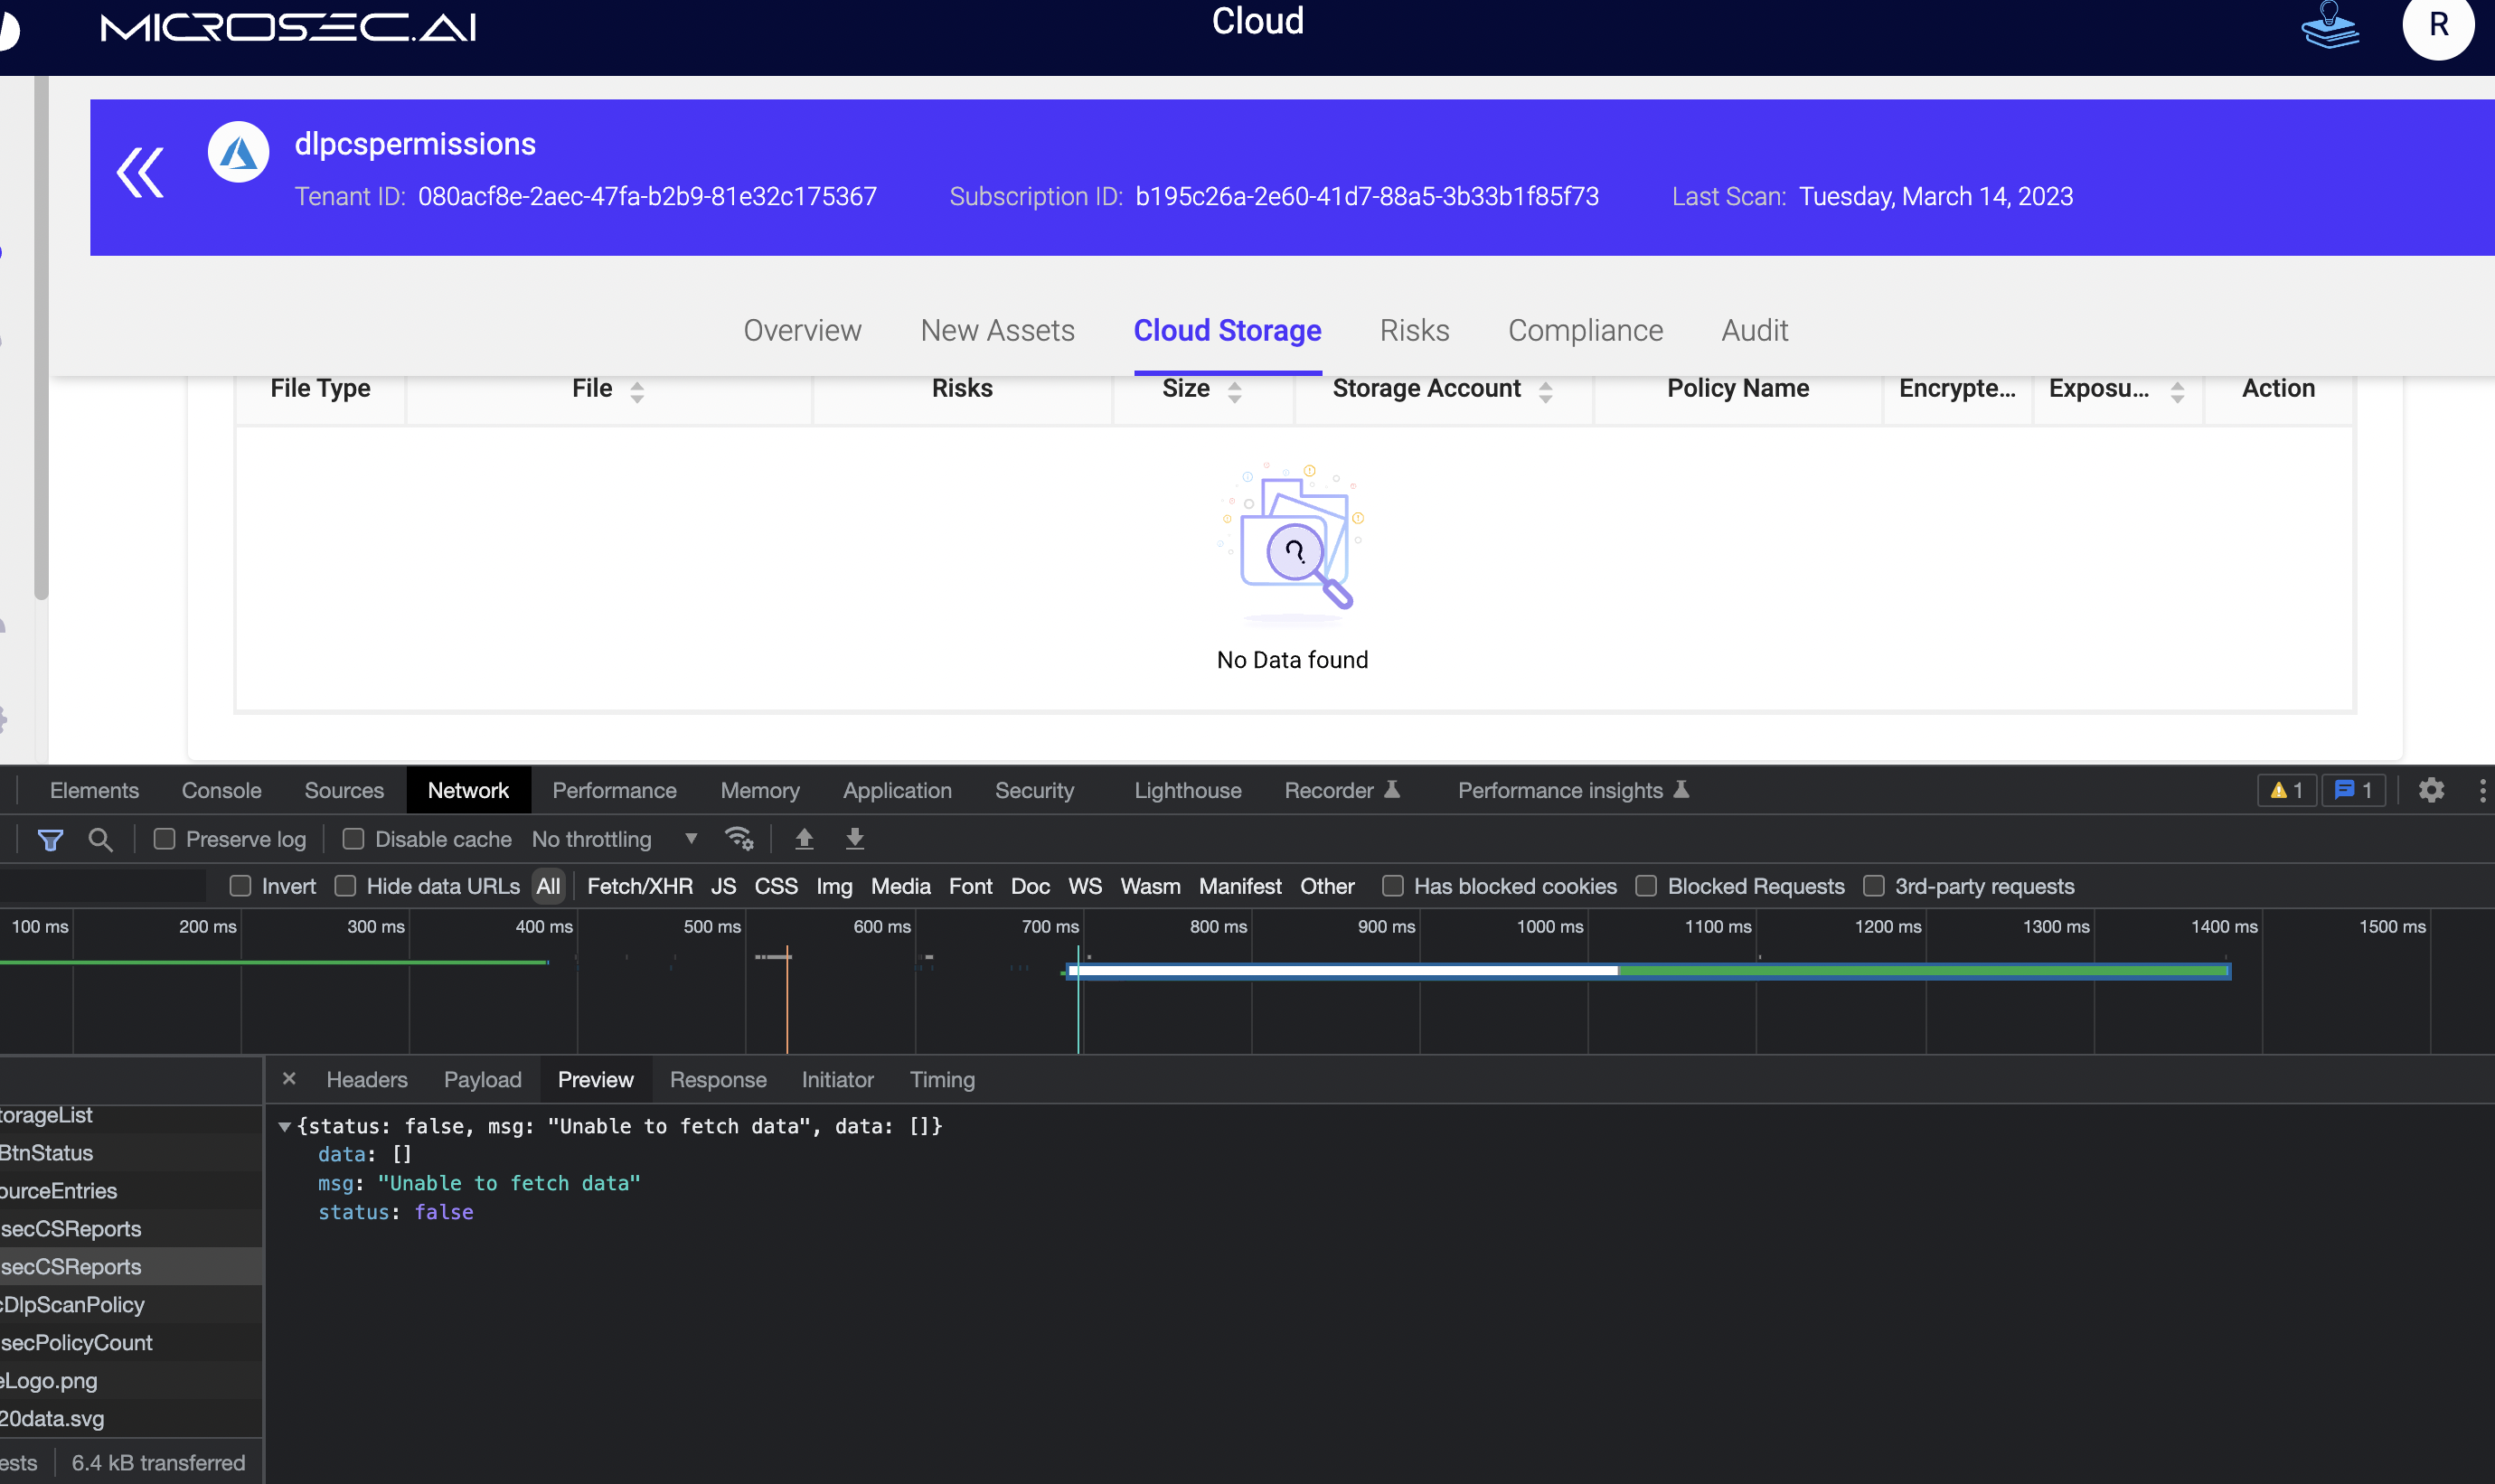 MICROSEC.AI
Cloud
R
dlpcspermissions
Tenant ID: 080acf8e-2aec-47fa-b2b9-81e32c175367 Subscription ID: b195c26a-2e60-41d7-88a5-3b33b1f85f73 Last Scan: Tuesday, March 14, 2023
Overview New Assets Cloud Storage Risks Compliance Audit
File Type File Risks Size Storage Account Policy Name Encrypte... Exposu... Action
?
No Data found
Elements Console Sources Network Performance Memory Application Security Lighthouse Recorder Performance insights 1 1
Preserve log Disable cache No throttling
Invert Hide data URLs All Fetch/XHR JS CSS Img Media Font Doc WS Wasm Manifest Other Has blocked cookies Blocked Requests 3rd-party requests
100 ms 200 ms 300 ms 400 ms 500 ms 600 ms 700 ms 800 ms 900 ms 1000 ms 1100 ms 1200 ms 1300 ms 1400 ms 1500 ms
× Headers Payload Preview Response Initiator Timing
torageList
BtnStatus
ourceEntries
secCSReports
secCSReports
cDlpScanPolicy
secPolicyCount
eLogo.png
20data.svg
ests 6.4 kB transferred
{status: false, msg: "Unable to fetch data", data: []}
data: []
msg: "Unable to fetch data"
status: false